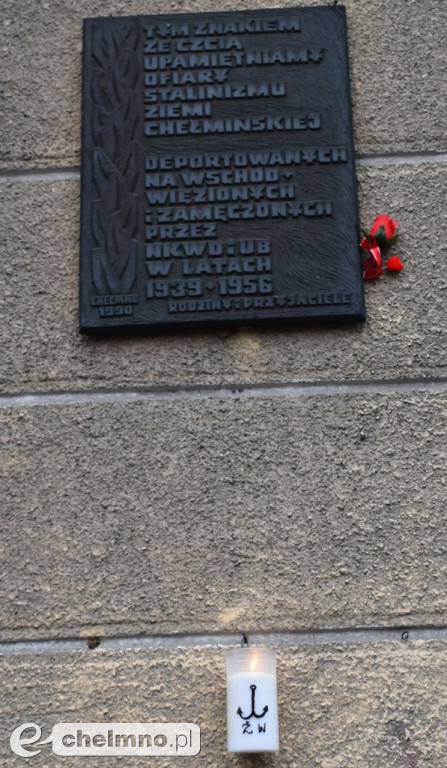 TYM ZNAKIEM
ZE CZCIĄ
UPAMIĘTNIAMY
OFIARY
STALINIZMU
ZIEMI
CHEŁMIŃSKIEJ
DEPORTOWANYCH
NA WSCHÓD •
WIĘZIONYCH
I ZAMĘCZONYCH
PRZEZ
NKWD I UB
W LATACH
1939 • 1956
CHEŁMNO
1990
RODZINY I PRZYJACIELE
Ż W
e chelmno.pl